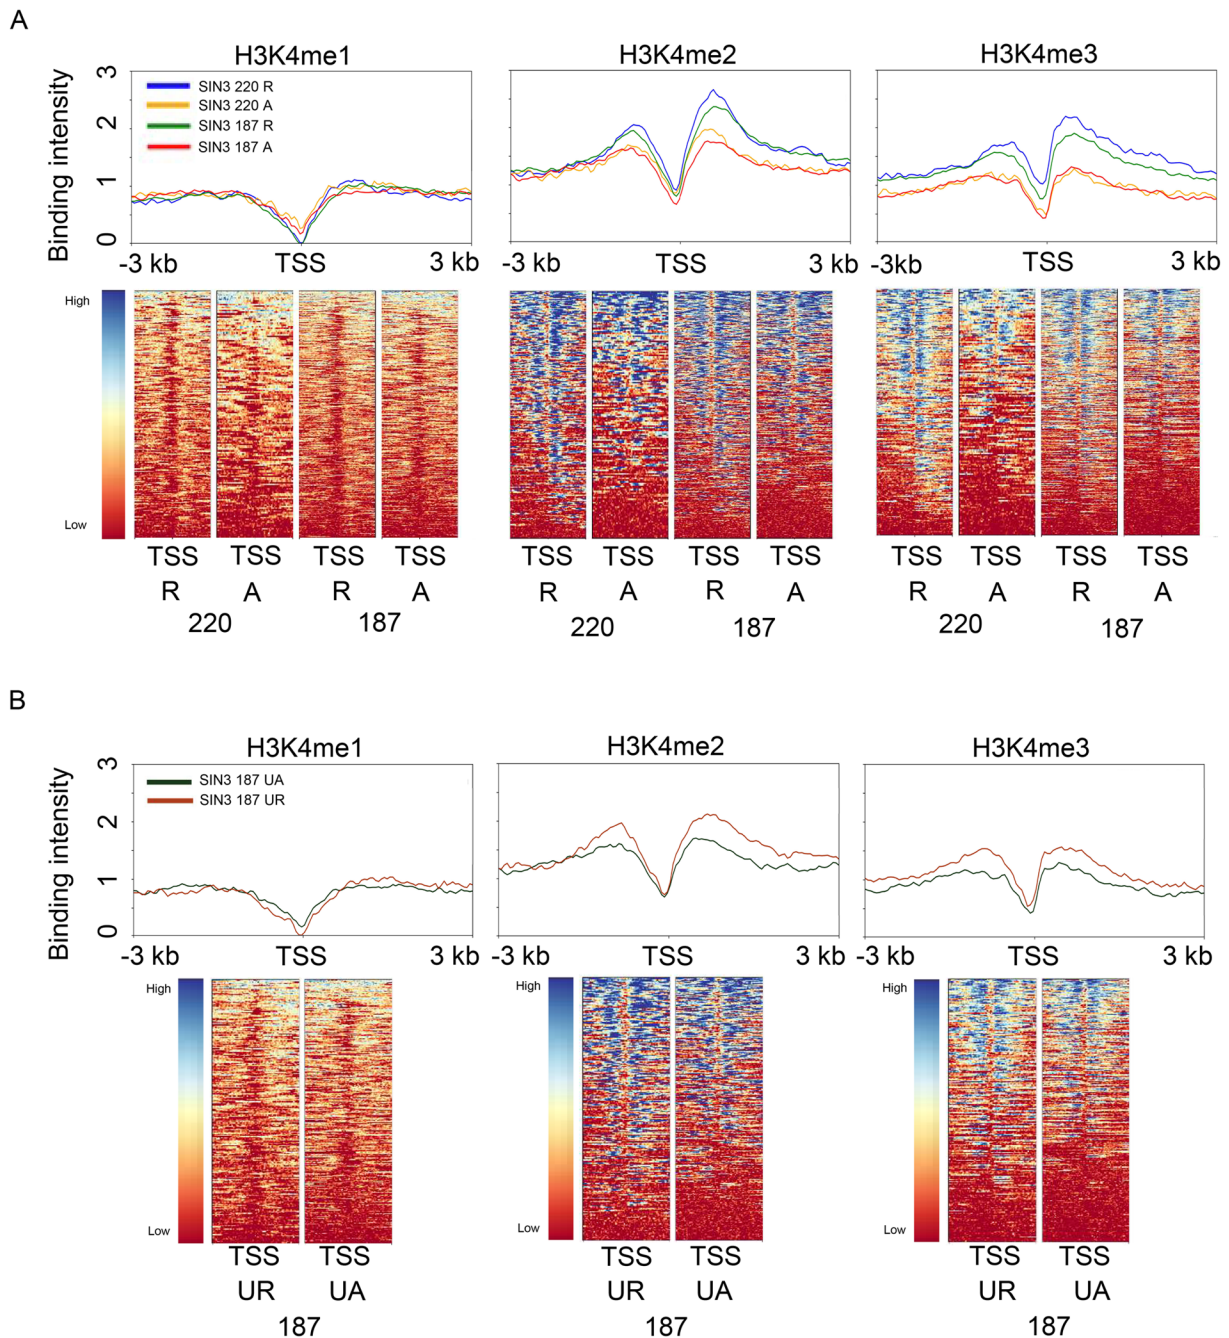 A
H3K4me1 H3K4me2 H3K4me3
Binding intensity
3
2
1
0
SIN3 220 R
SIN3 220 A
SIN3 187 R
SIN3 187 A
-3 kb TSS 3 kb -3 kb TSS 3 kb -3kb TSS 3 kb
High
Low
TSS TSS TSS TSS TSS TSS TSS TSS TSS TSS TSS TSS
R A R A R A R A R A R A
220 187 220 187 220 187
B
H3K4me1 H3K4me2 H3K4me3
Binding intensity
3
2
1
0
SIN3 187 UA
SIN3 187 UR
-3 kb TSS 3 kb -3 kb TSS 3 kb -3 kb TSS 3 kb
High High High
Low Low Low
TSS TSS TSS TSS TSS TSS
UR UA UR UA UR UA
187 187 187